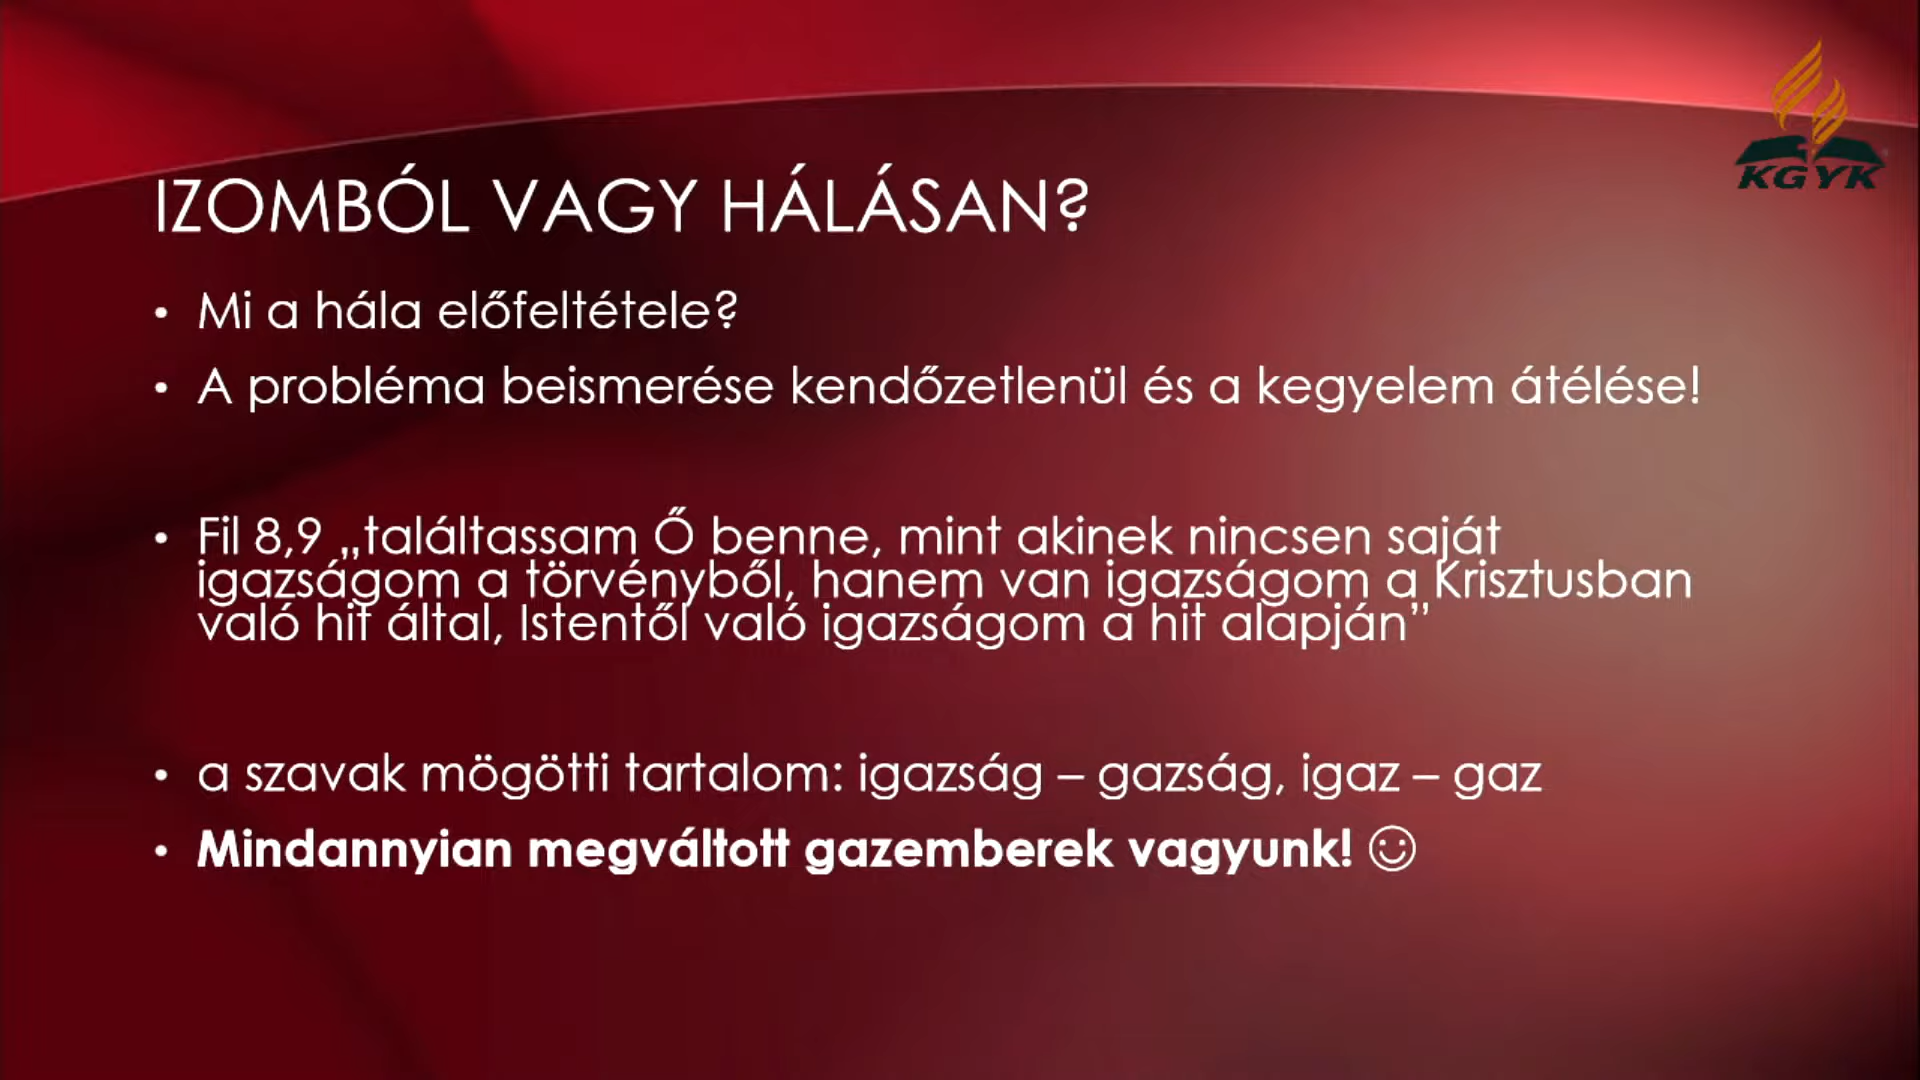 KGYK
IZOMBÓL VAGY HÁLÁSAN?
• Mi a hála előfeltétele?
• A probléma beismerése kendőzetlenül és a kegyelem átélése!
• Fil 8,9 „találtassam Ő benne, mint akinek nincsen saját
igazságom a törvényből, hanem van igazságom a Krisztusban
való hit által, Istentől való igazságom a hit alapján”
• a szavak mögötti tartalom: igazság – gazság, igaz – gaz
• Mindannyian megváltott gazemberek vagyunk! ☺